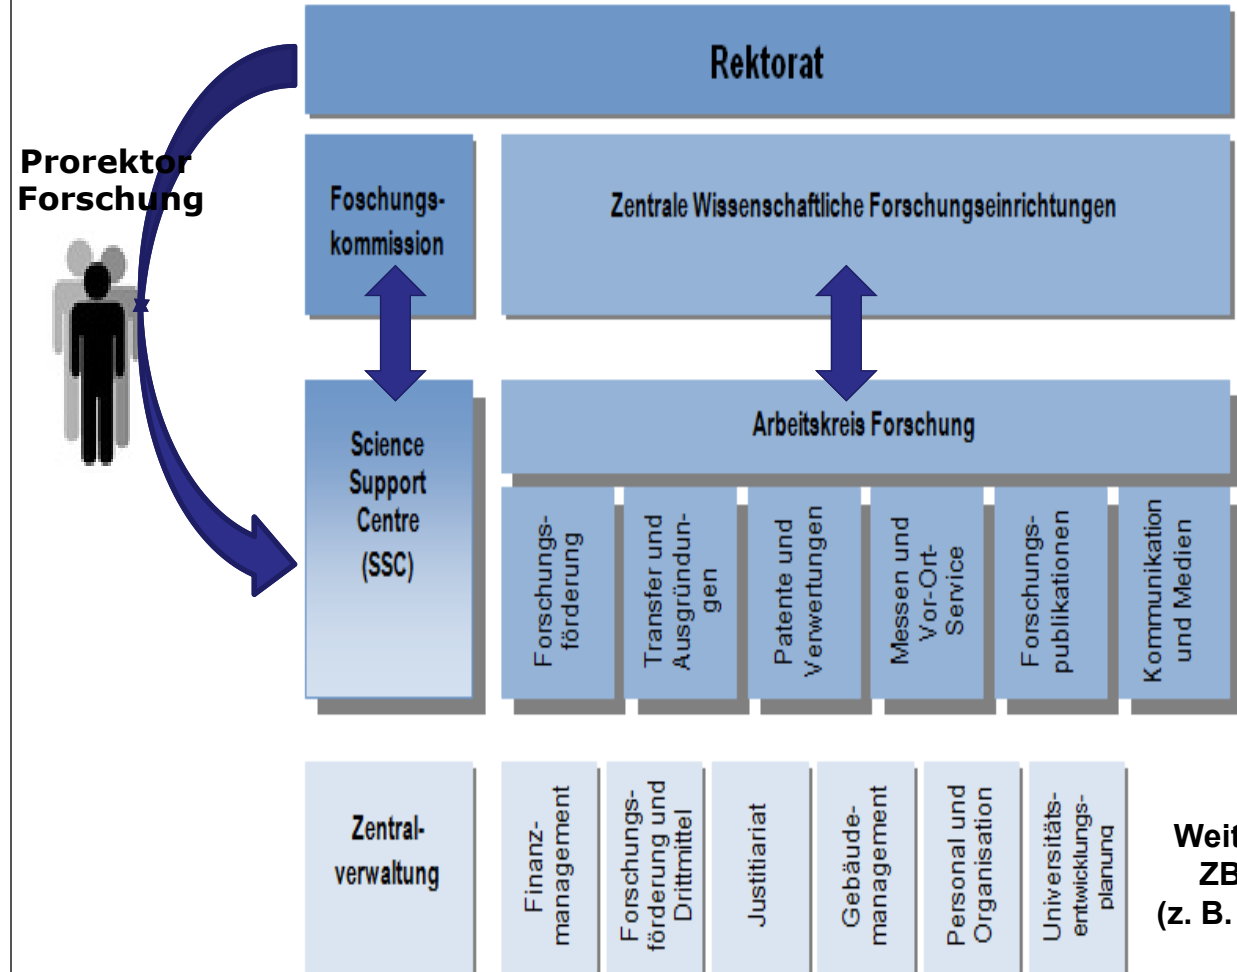 Rektorat
Prorektor
Forschung
Foschungs-
kommission
Zentrale Wissenschaftliche Forschungseinrichtungen
Science
Support
Centre
(SSC)
Arbeitskreis Forschung
Forschungs-
förderung
Transfer und
Ausgründun-
gen
Patente und
Verwertungen
Messen und
Vor-Ort-
Service
Forschungs-
publikationen
Kommunikation
und Medien
Zentral-
verwaltung
Finanz-
management
Forschungs-
förderung und
Drittmittel
Justitiariat
Gebäude-
management
Personal und
Organisation
Universitäts-
entwicklungs-
planung
Weit
ZB
(z. B.